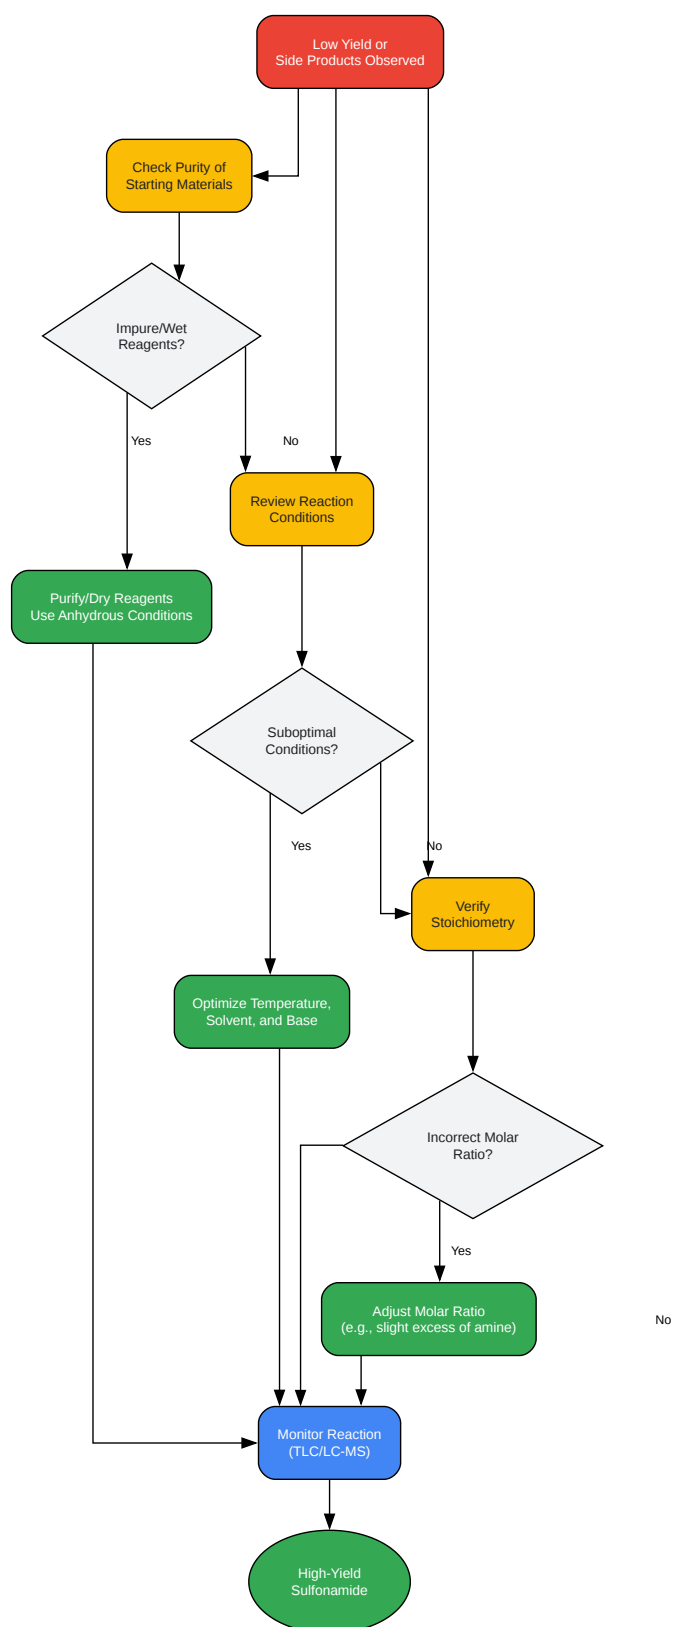 Low Yield or
Side Products Observed
Check Purity of
Starting Materials
Impure/Wet
Reagents?
Yes
No
Review Reaction
Conditions
Purify/Dry Reagents
Use Anhydrous Conditions
Suboptimal
Conditions?
Yes
No
Verify
Stoichiometry
Optimize Temperature,
Solvent, and Base
Incorrect Molar
Ratio?
Yes
Adjust Molar Ratio
(e.g., slight excess of amine)
No
Monitor Reaction
(TLC/LC-MS)
High-Yield
Sulfonamide